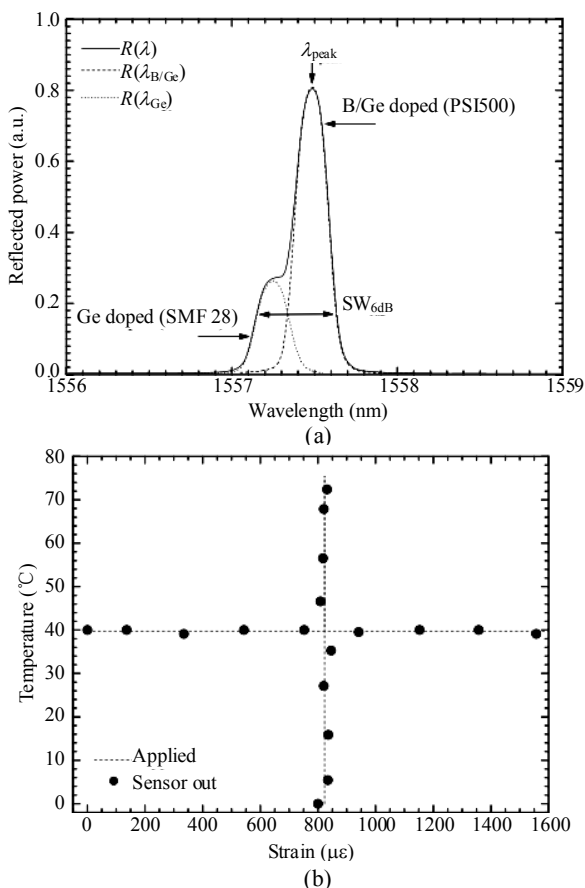 R(λ)
R(λB/Ge)
R(λGe)
λpeak
B/Ge doped (PSI500)
Ge doped (SMF 28)
SW6dB
Reflected power (a.u.)
1.0
0.8
0.6
0.4
0.2
0.0
1556 1557 1558 1559
Wavelength (nm)
(a)
Temperature (℃)
80
70
60
50
40
30
20
10
0
Applied
Sensor out
0 200 400 600 800 1000 1200 1400 1600
Strain (με)
(b)